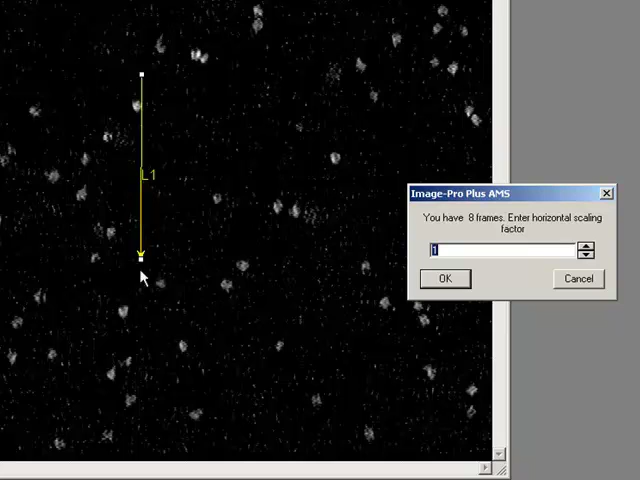 L1
Image-Pro Plus AMS
You have 8 frames. Enter horizontal scaling
factor
1
OK
Cancel